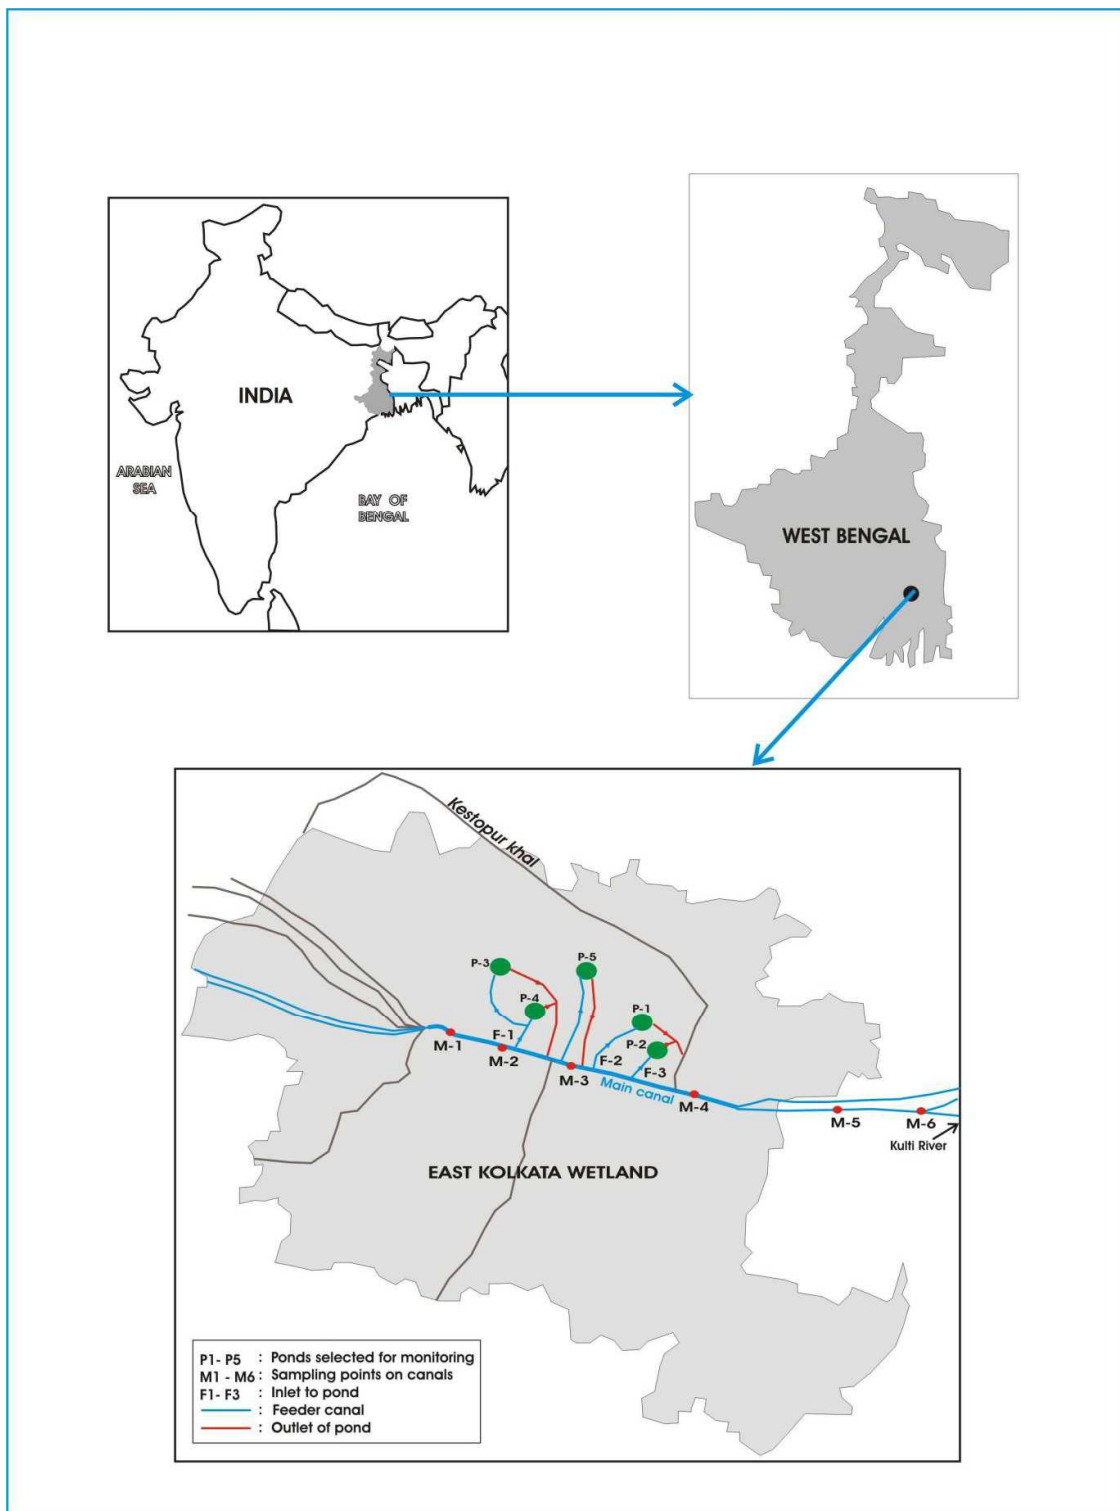 INDIA
ARABIAN
SEA
BAY OF
BENGAL
WEST BENGAL
Kestopur khal
P-3
P-5
P-4
P-1
F-1
P-2
M-1
M-2
F-2
F-3
M-3
Main canal
M-4
M-5
M-6
Kulti River
EAST KOLKATA WETLAND
P1- P5 : Ponds selected for monitoring
M1 - M6 : Sampling points on canals
F1- F3 : Inlet to pond
: Feeder canal
: Outlet of pond